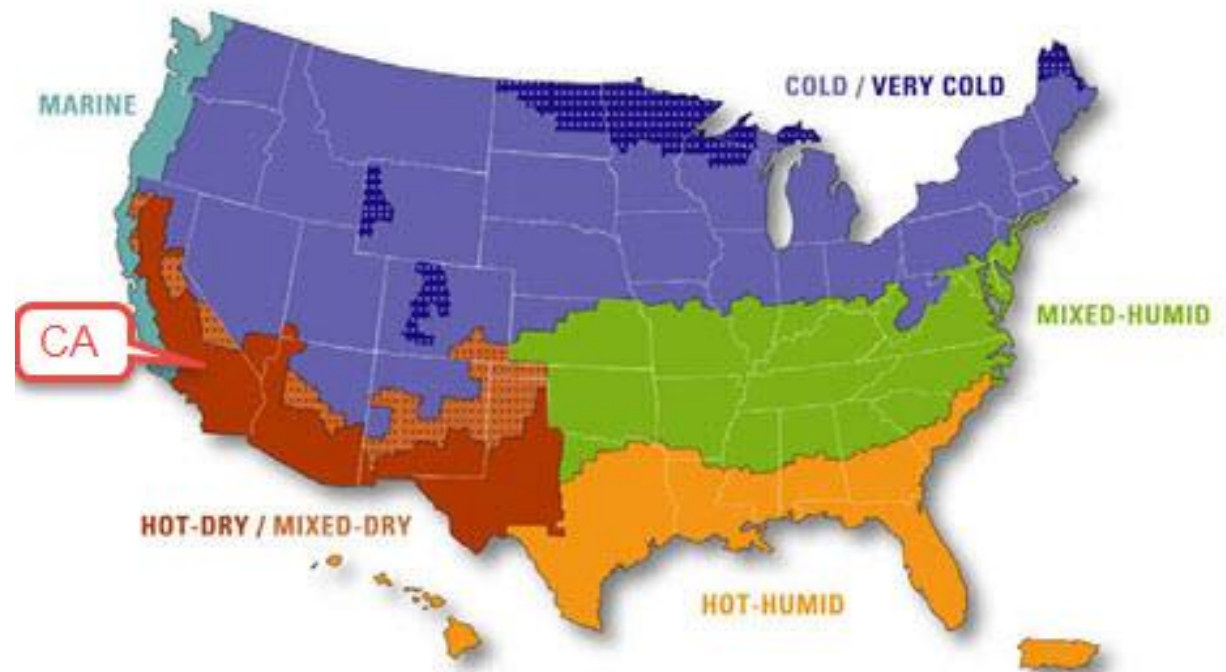 COLD / VERY COLD
MARINE
MIXED-HUMID
CA
HOT-DRY / MIXED-DRY
HOT-HUMID